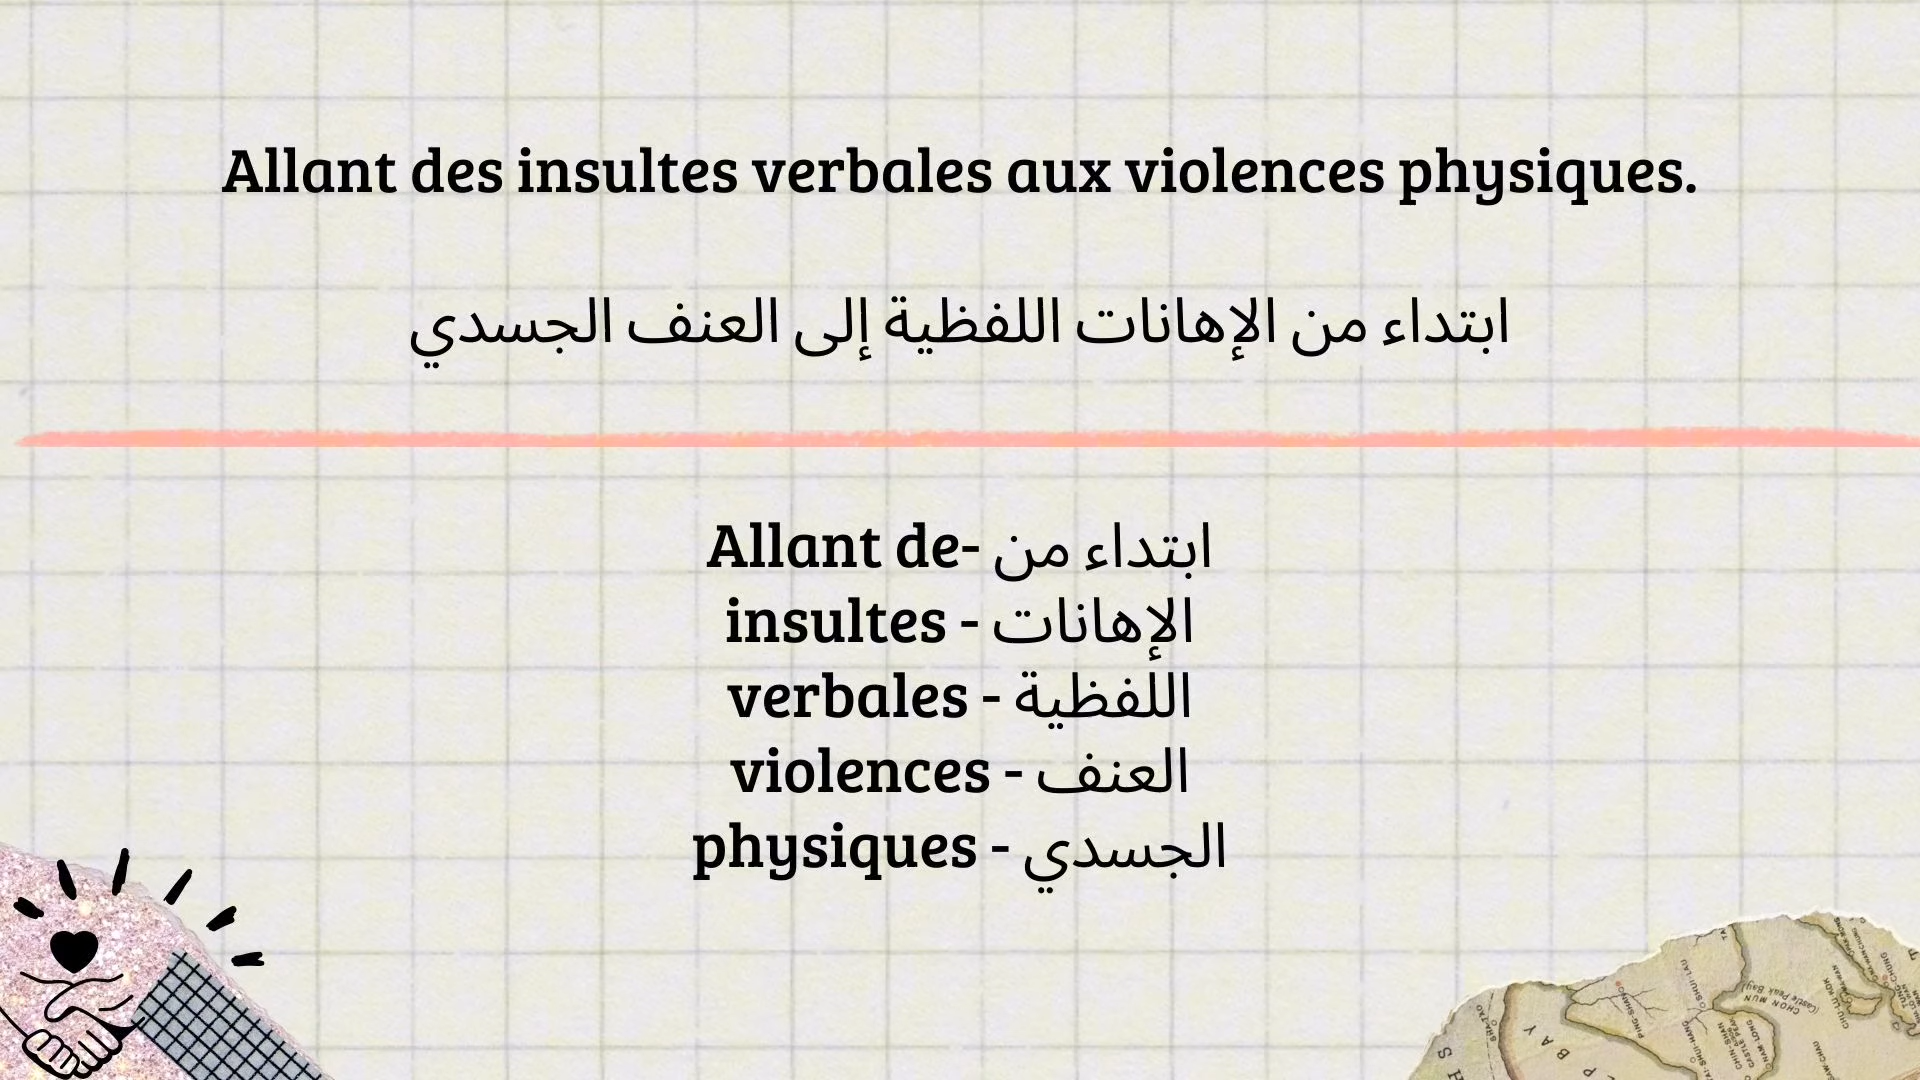 Allant des insultes verbales aux violences physiques.
ابتداء من الإهانات اللفظية إلى العنف الجسدي
Allant de- ابتداء من
insultes - الإهانات
verbales - اللفظية
violences - العنف
physiques - الجسدي